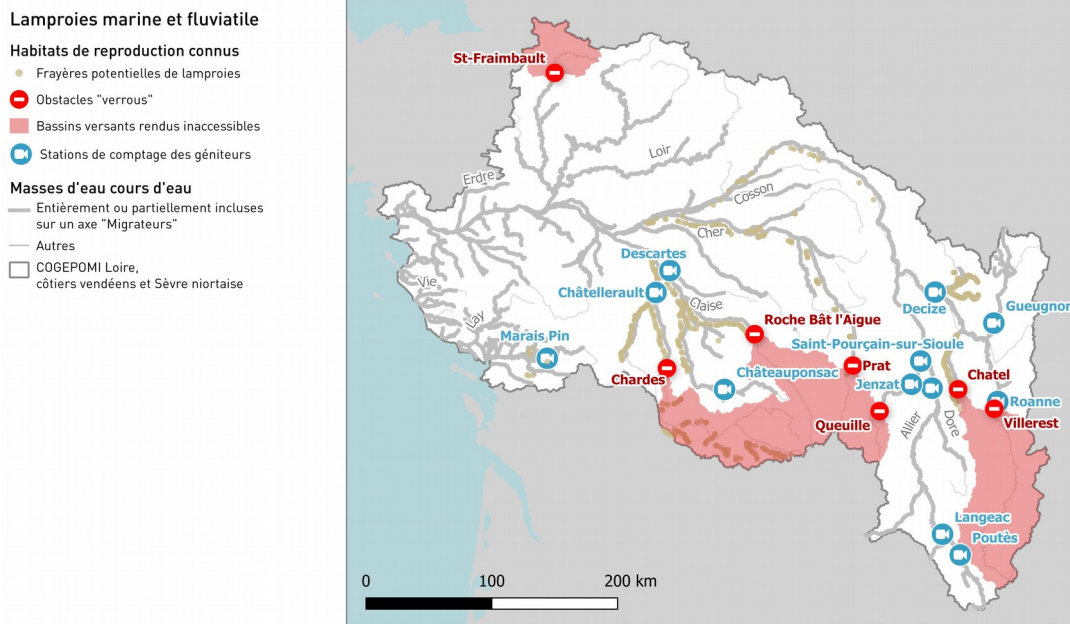 Lamproies marine et fluviatile
Habitats de reproduction connus
Frayères potentielles de lamproies
Obstacles "verrous"
Bassins versants rendus inaccessibles
Stations de comptage des géniteurs
Masses d'eau cours d'eau
Entièrement ou partiellement incluses
sur un axe "Migrateurs"
Autres
COGEPOMI Loire,
côtiers vendéens et Sèvre niortaise
St-Fraimbault
Loir
Erdre
Cosson
Cher
Descartes
Vie
Châtellerault
Claise
Decize
Gueugnon
Lay
Roche Bât l'Aigue
Marais Pin
Saint-Pourçain-sur-Sioule
Prat
Châteauponsac
Chardes
Jenzat
Chatel
Roanne
Queuille
Allier
Dore
Villerest
Langeac
Poutès
0
100
200 km